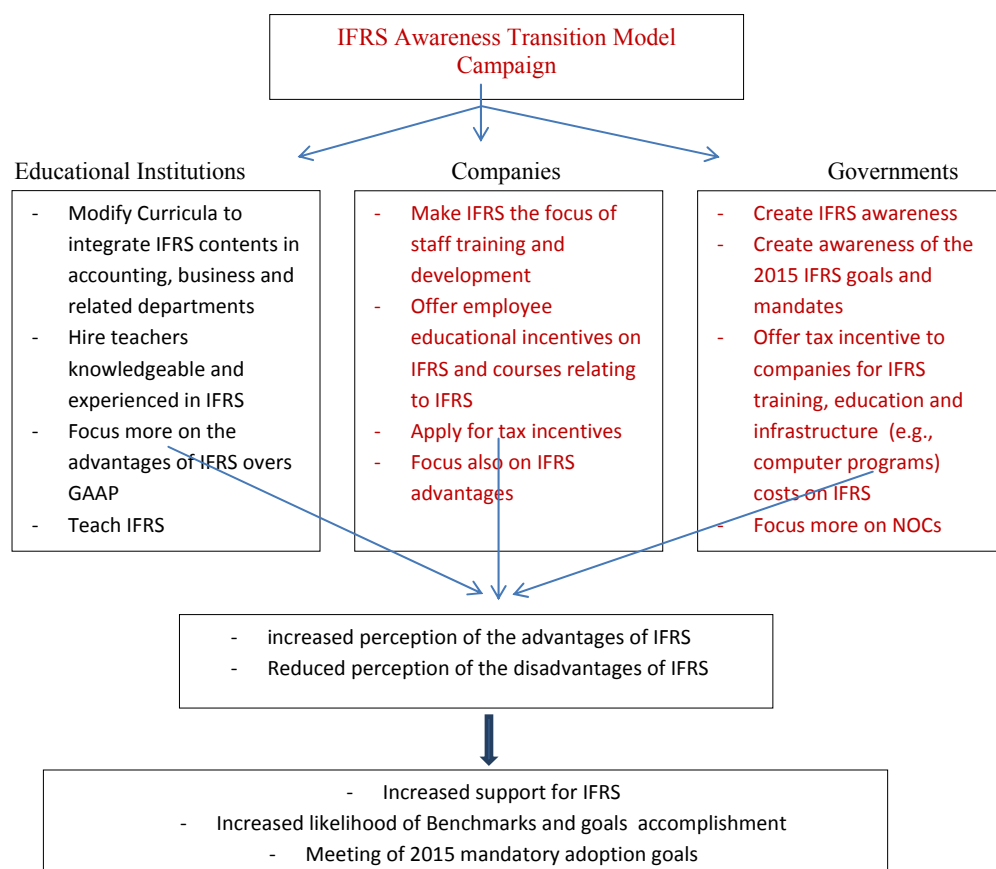 IFRS Awareness Transition Model
Campaign
Educational Institutions
- Modify Curricula to
integrate IFRS contents in
accounting, business and
related departments
- Hire teachers
knowledgeable and
experienced in IFRS
- Focus more on the
advantages of IFRS overs
GAAP
- Teach IFRS
Companies
- Make IFRS the focus of
staff training and
development
- Offer employee
educational incentives on
IFRS and courses relating
to IFRS
- Apply for tax incentives
- Focus also on IFRS
advantages
Governments
- Create IFRS awareness
- Create awareness of the
2015 IFRS goals and
mandates
- Offer tax incentive to
companies for IFRS
training, education and
infrastructure (e.g.,
computer programs)
costs on IFRS
- Focus more on NOCs
- increased perception of the advantages of IFRS
- Reduced perception of the disadvantages of IFRS
- Increased support for IFRS
- Increased likelihood of Benchmarks and goals accomplishment
- Meeting of 2015 mandatory adoption goals